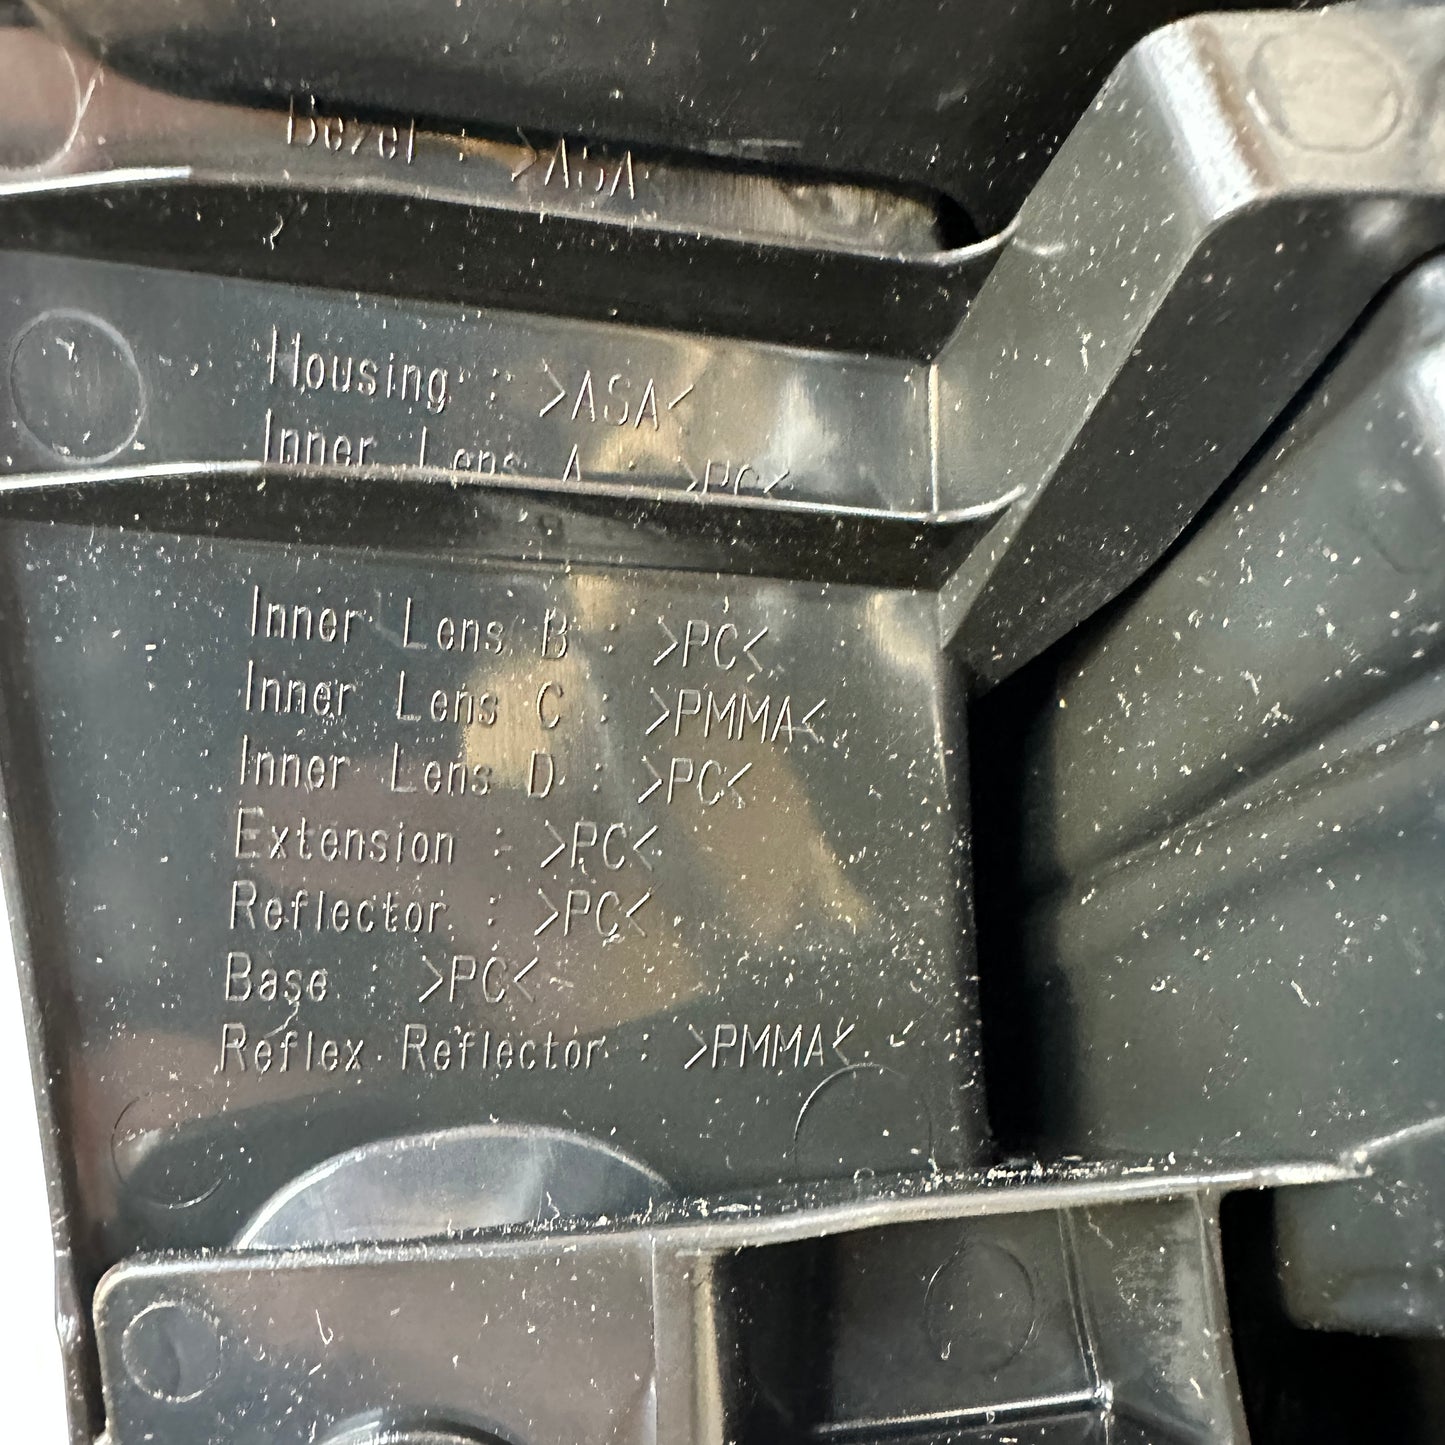 Bezel : >ASA
Housing : >ASA<
Inner Lens A : >PC<
Inner Lens B : >PC<
Inner Lens C : >PMMA<
Inner Lens D : >PC<
Extension : >PC<
Reflector : >PC<
Base : >PC<
Reflex Reflector : >PMMA<